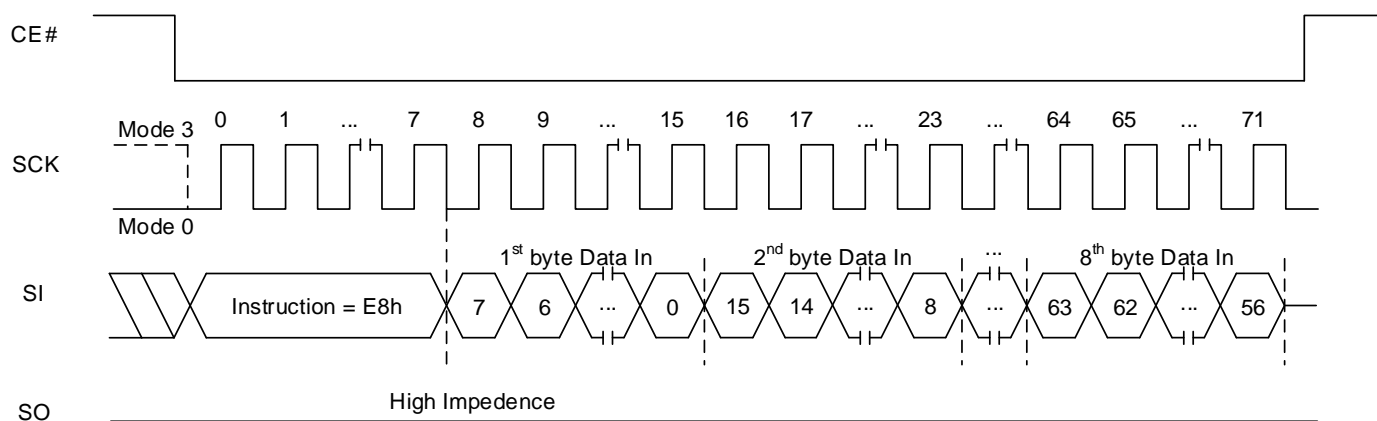 CE#
Mode 3 0 1 ... 7 8 9 ... 15 16 17 ... 23 ... 64 65 ... 71
SCK
Mode 0
1st byte Data In 2nd byte Data In ... 8th byte Data In
SI Instruction = E8h 7 6 ... 0 15 14 ... 8 ... 63 62 ... 56
High Impedence
SO